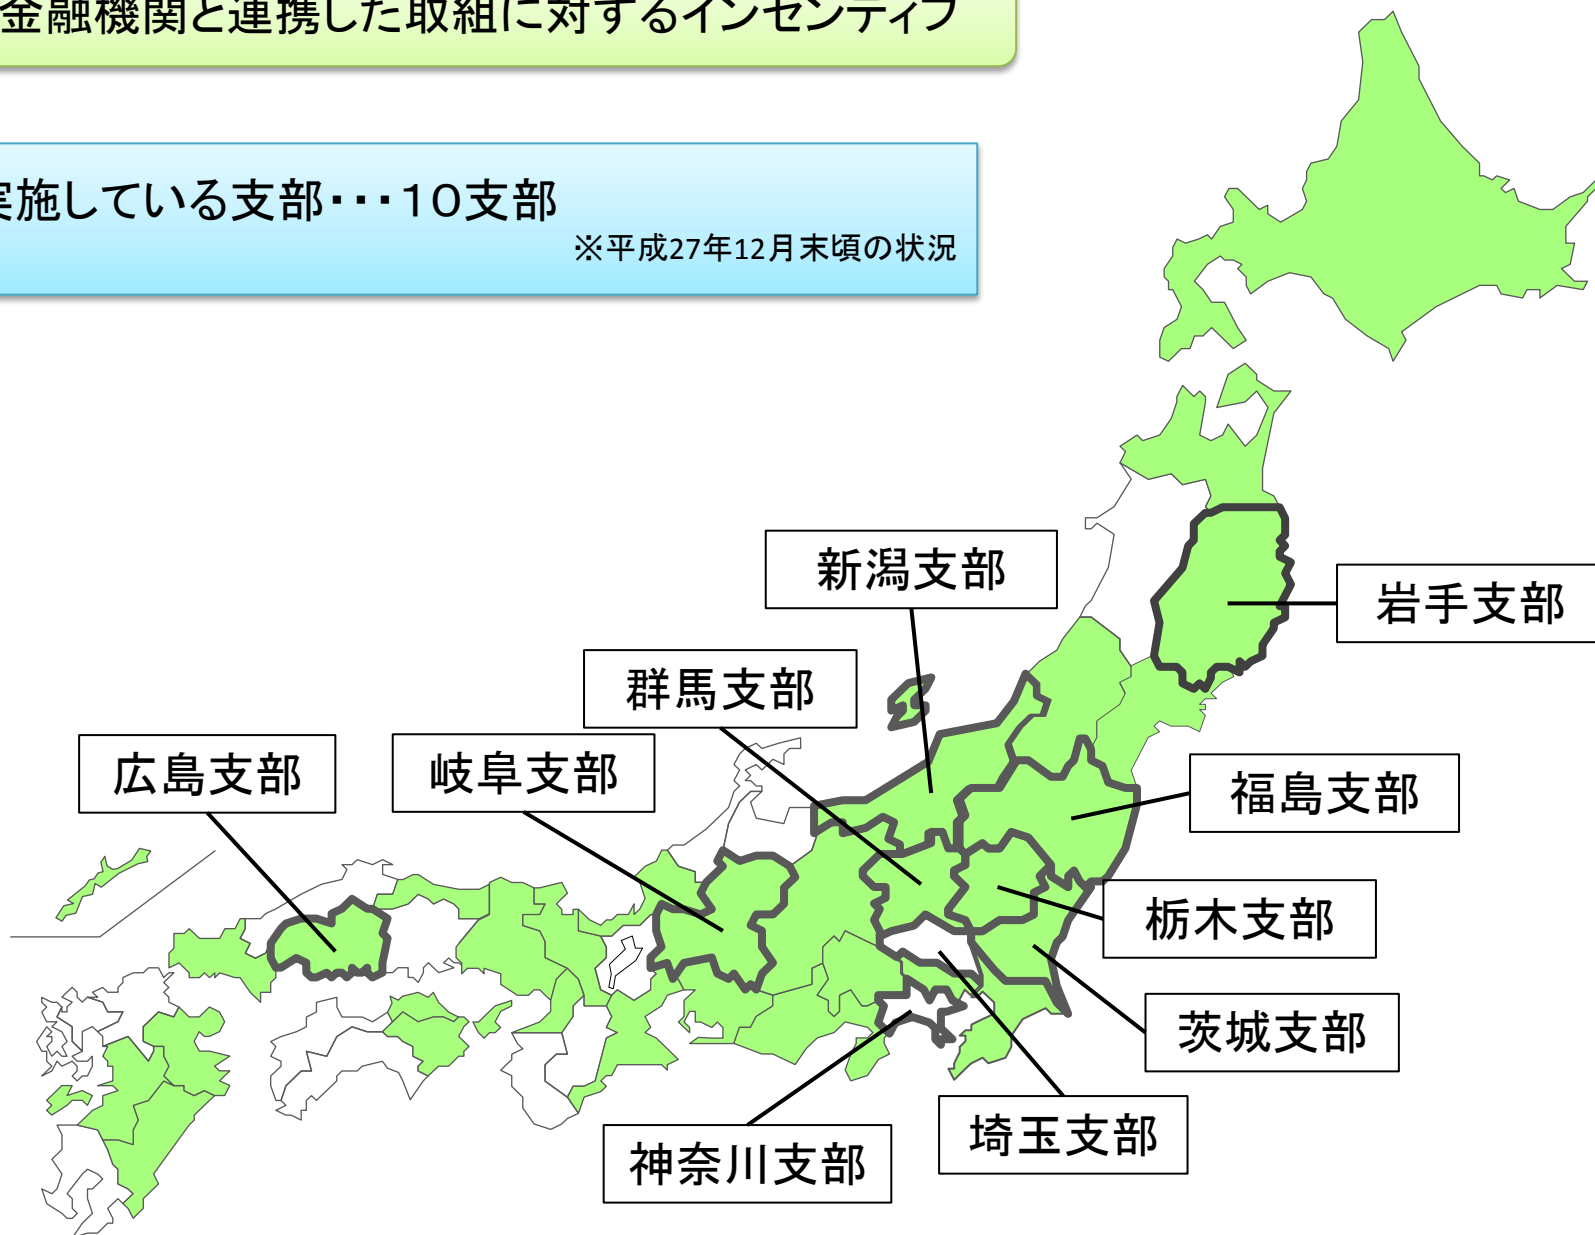 金融機関と連携した取組に対するインセンティブ
実施している支部・・・１０支部
※平成27年12月末頃の状況
新潟支部
岩手支部
群馬支部
広島支部
岐阜支部
福島支部
栃木支部
茨城支部
埼玉支部
神奈川支部